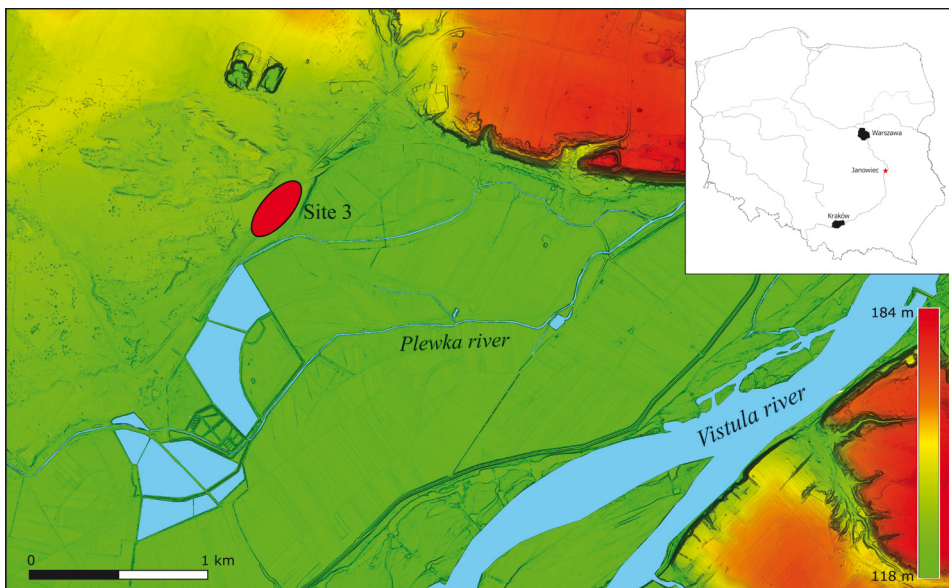 Warszawa
Janowiec
Kraków
Site 3
184 m
Plewka river
Vistula river
0 1 km
118 m